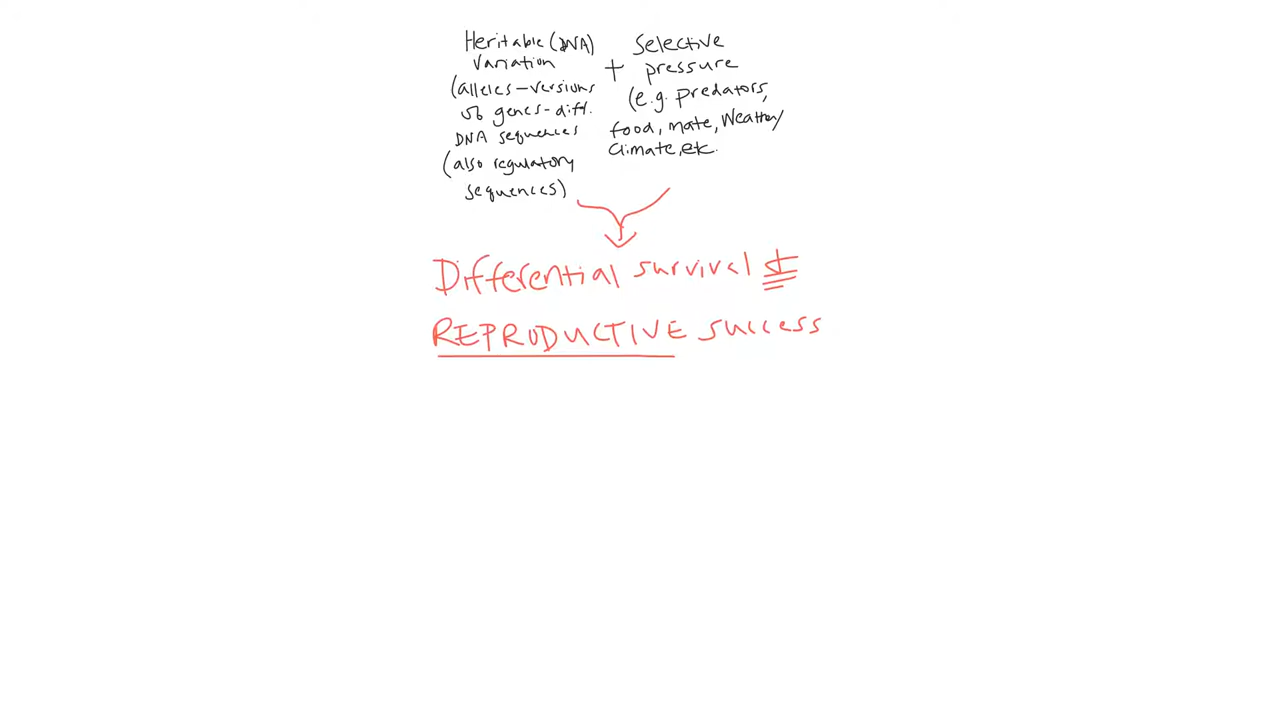 Heritable (DNA)
variation
(alleles - versions
of genes - diff.
DNA sequences
(also regulatory
sequences)
+
Selective
pressure
(e.g. predators,
food, mate, Weather/
Climate, etc.
Differential survival &
REPRODUCTIVE success